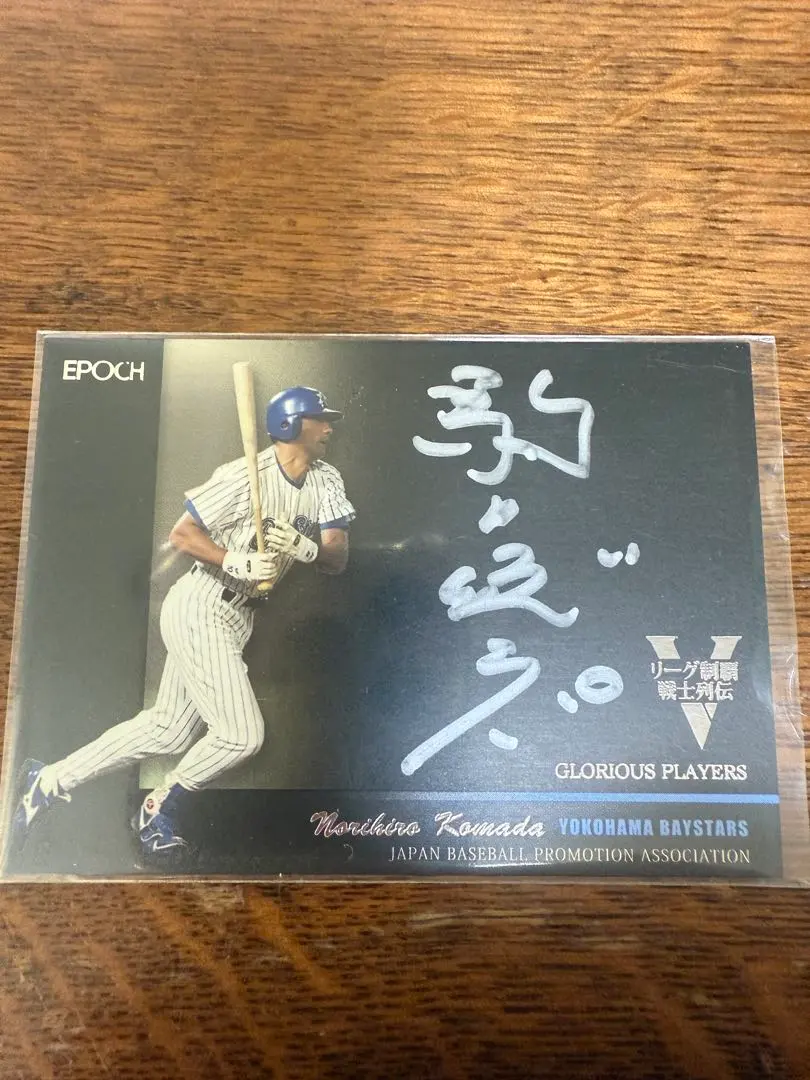 EPOCH
リーグ制覇
戦士列伝
V
GLORIOUS PLAYERS
Norihiro Komada YOKOHAMA BAYSTARS
JAPAN BASEBALL PROMOTION ASSOCIATION